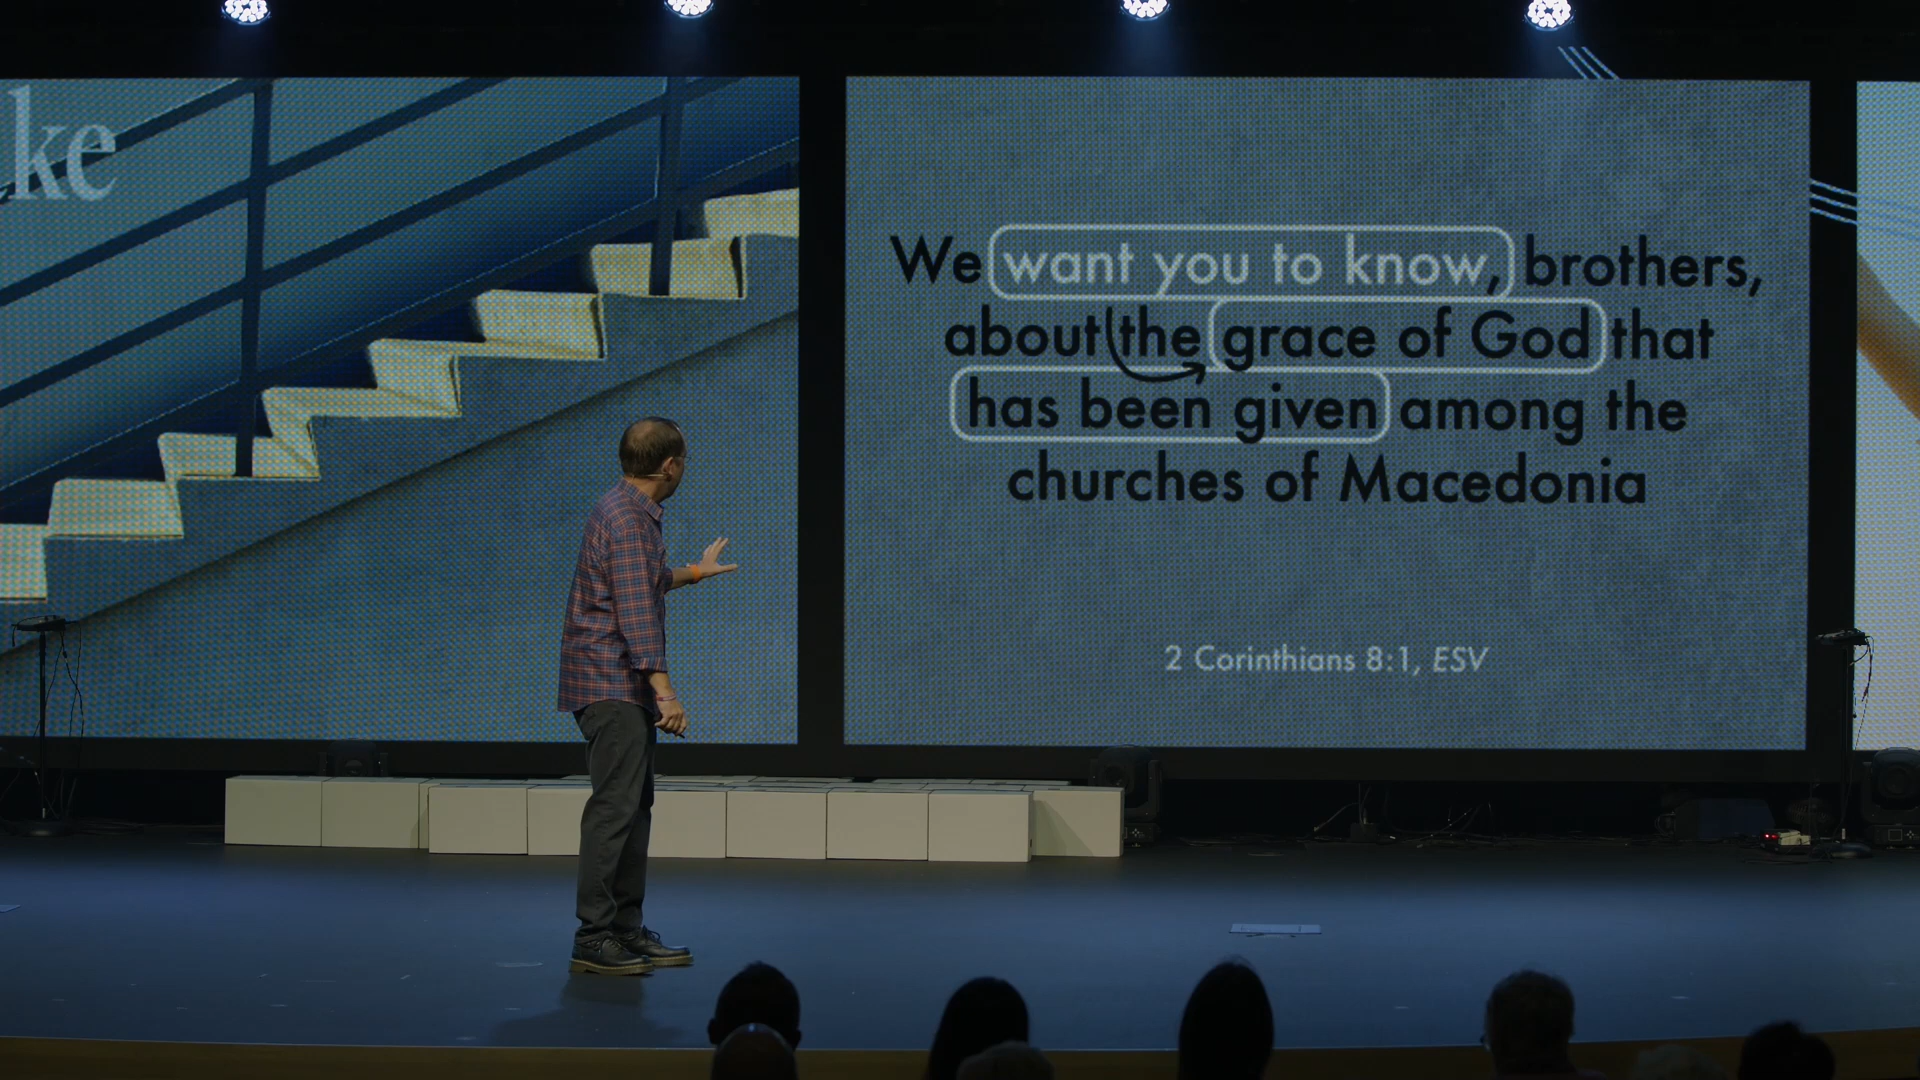 ke
We want you to know, brothers,
about the grace of God that
has been given among the
churches of Macedonia
2 Corinthians 8:1, ESV